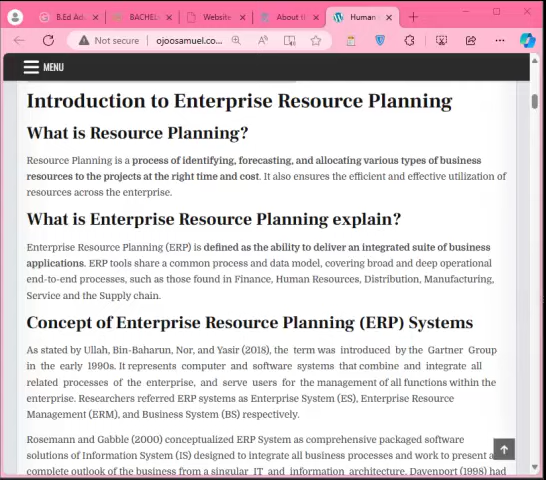 B.Ed Ad
BACHEL
Website
About t
Human
Not secure
ojoosamuel.co...
MENU
Introduction to Enterprise Resource Planning
What is Resource Planning?
Resource Planning is a process of identifying, forecasting, and allocating various types of business
resources to the projects at the right time and cost. It also ensures the efficient and effective utilization of
resources across the enterprise.
What is Enterprise Resource Planning explain?
Enterprise Resource Planning (ERP) is defined as the ability to deliver an integrated suite of business
applications. ERP tools share a common process and data model, covering broad and deep operational
end-to-end processes, such as those found in Finance, Human Resources, Distribution, Manufacturing,
Service and the Supply chain.
Concept of Enterprise Resource Planning (ERP) Systems
As stated by Ullah, Bin-Baharun, Nor, and Yasir (2018), the term was introduced by the Gartner Group
in the early 1990s. It represents computer and software systems that combine and integrate all
related processes of the enterprise, and serve users for the management of all functions within the
enterprise. Researchers referred ERP systems as Enterprise System (ES), Enterprise Resource
Management (ERM), and Business System (BS) respectively.
Rosemann and Gabble (2000) conceptualized ERP System as comprehensive packaged software
solutions of Information System (IS) designed to integrate all business processes and work to present a
complete outlook of the business from a singular IT and information architecture. Davenport (1998) had